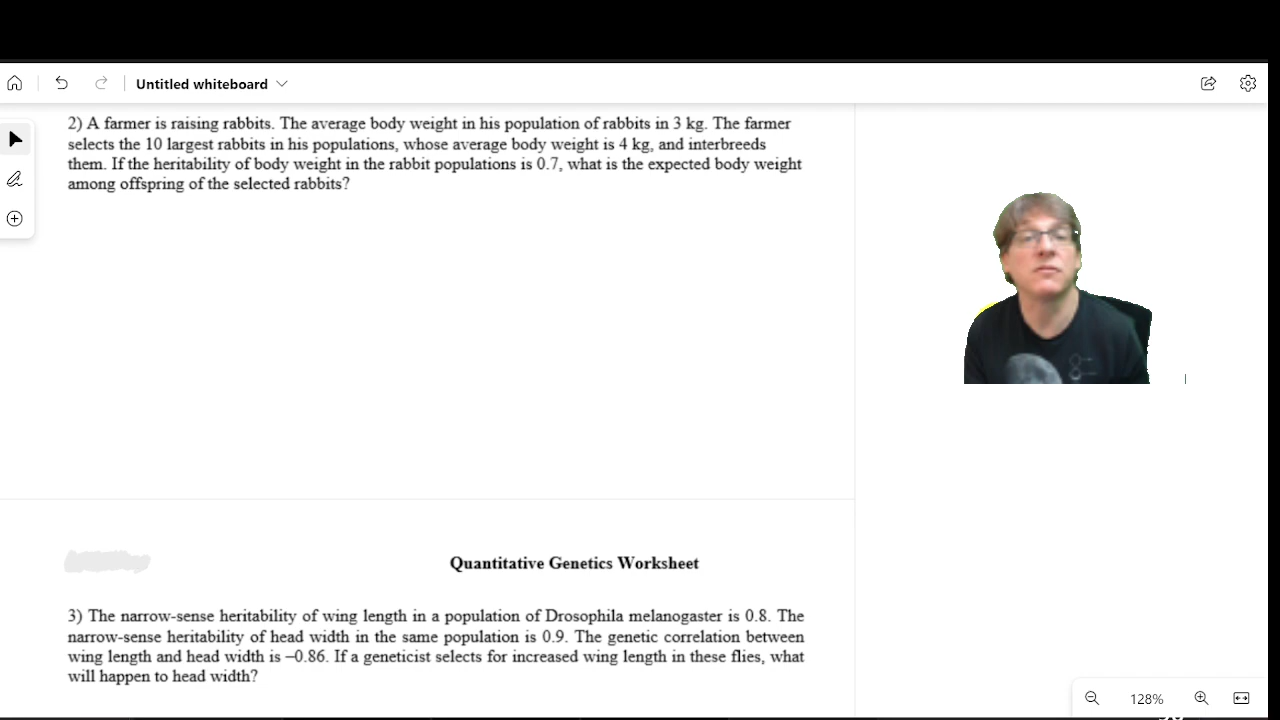 Untitled whiteboard
2) A farmer is raising rabbits. The average body weight in his population of rabbits in 3 kg. The farmer
selects the 10 largest rabbits in his populations, whose average body weight is 4 kg, and interbreeds
them. If the heritability of body weight in the rabbit populations is 0.7, what is the expected body weight
among offspring of the selected rabbits?
Quantitative Genetics Worksheet
3) The narrow-sense heritability of wing length in a population of Drosophila melanogaster is 0.8. The
narrow-sense heritability of head width in the same population is 0.9. The genetic correlation between
wing length and head width is –0.86. If a geneticist selects for increased wing length in these flies, what
will happen to head width?
128%